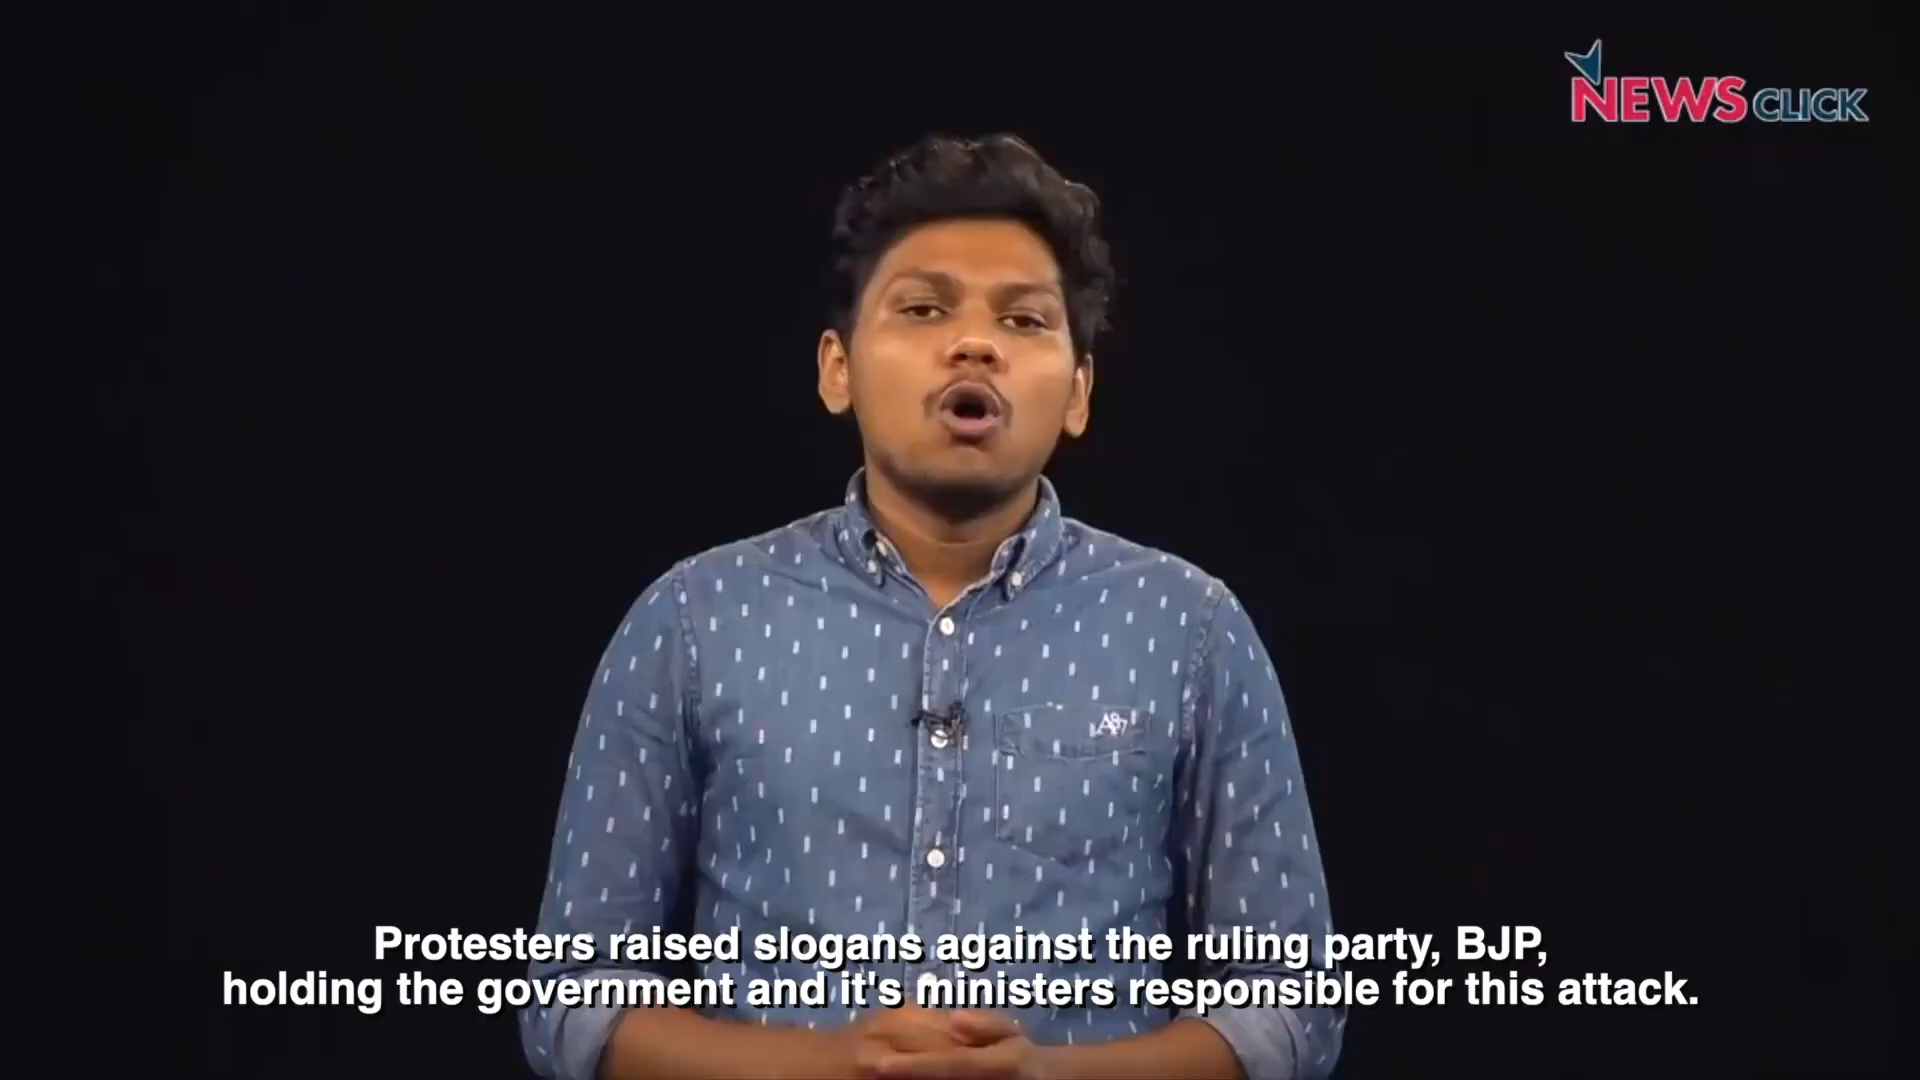 NEWSCLICK
Protesters raised slogans against the ruling party, BJP,
holding the government and it's ministers responsible for this attack.